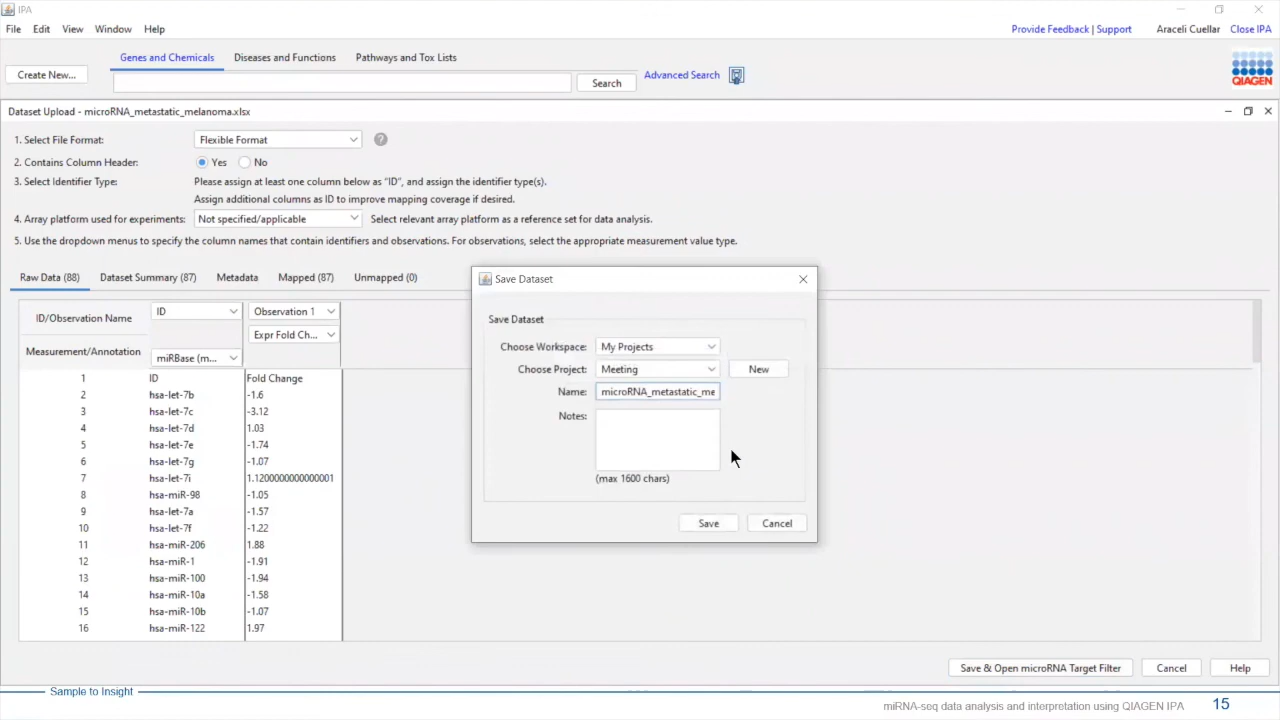 IPA
File Edit View Window Help
Provide Feedback | Support Araceli Cuellar Close IPA
Genes and Chemicals Diseases and Functions Pathways and Tox Lists
Create New... Search Advanced Search
QIAGEN
Dataset Upload - microRNA_metastatic_melanoma.xlsx
1. Select File Format: Flexible Format ?
2. Contains Column Header: Yes No
3. Select Identifier Type: Please assign at least one column below as "ID", and assign the identifier type(s).
Assign additional columns as ID to improve mapping coverage if desired.
4. Array platform used for experiments: Not specified/applicable Select relevant array platform as a reference set for data analysis.
5. Use the dropdown menus to specify the column names that contain identifiers and observations. For observations, select the appropriate measurement value type.
Raw Data (88) Dataset Summary (87) Metadata Mapped (87) Unmapped (0)
ID/Observation Name ID Observation 1
Expr Fold Ch...
Measurement/Annotation miRBase (m...
1 ID Fold Change
2 hsa-let-7b -1.6
3 hsa-let-7c -3.12
4 hsa-let-7d 1.03
5 hsa-let-7e -1.74
6 hsa-let-7g -1.07
7 hsa-let-7i 1.1200000000000001
8 hsa-miR-98 -1.05
9 hsa-let-7a -1.57
10 hsa-let-7f -1.22
11 hsa-miR-206 1.88
12 hsa-miR-1 -1.91
13 hsa-miR-100 -1.94
14 hsa-miR-10a -1.58
15 hsa-miR-10b -1.07
16 hsa-miR-122 1.97
Save Dataset
Save Dataset
Choose Workspace: My Projects
Choose Project: Meeting New
Name: microRNA_metastatic_me
Notes:
(max 1600 chars)
Save Cancel
Save & Open microRNA Target Filter Cancel Help
Sample to Insight
miRNA-seq data analysis and interpretation using QIAGEN IPA 15